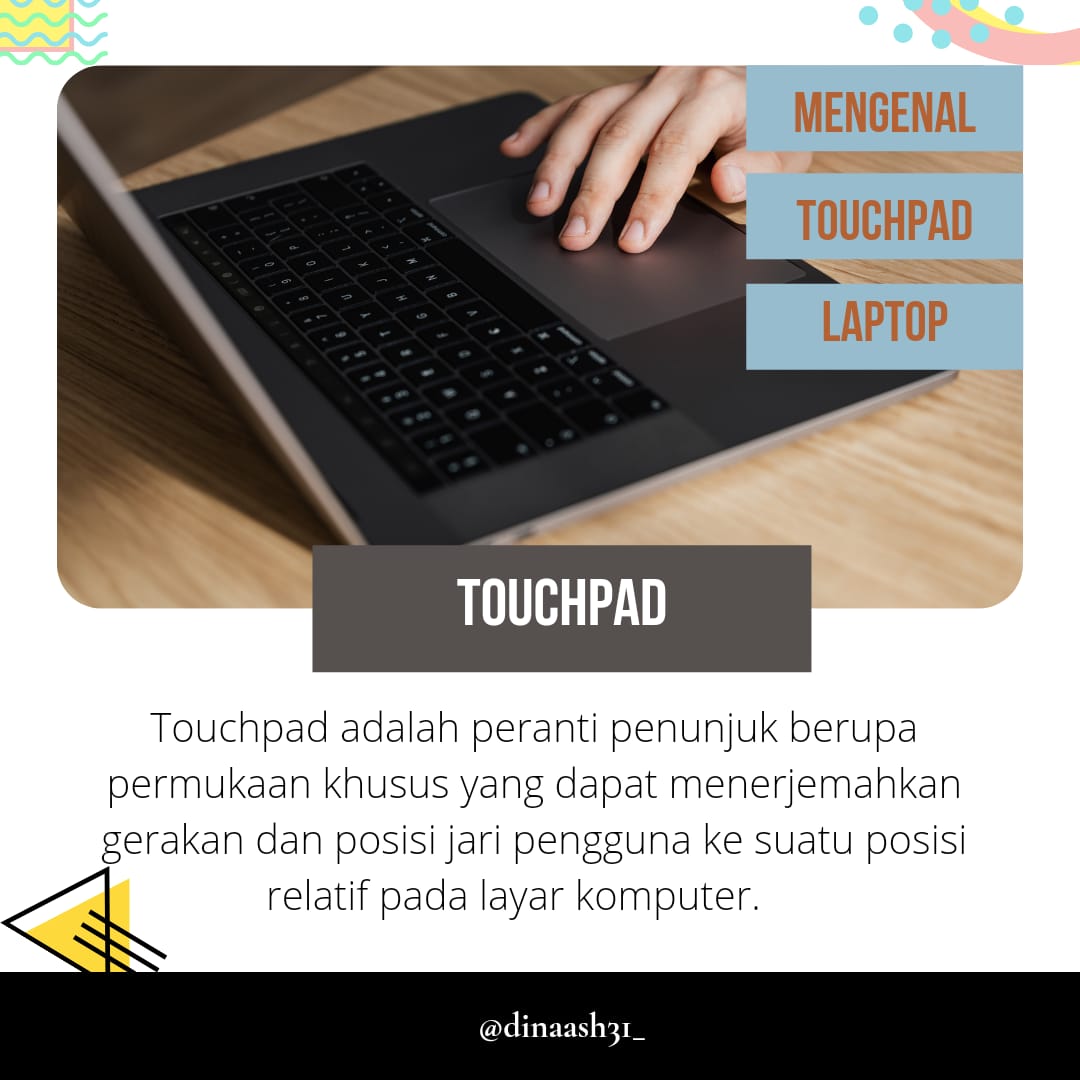 MENGENAL
TOUCHPAD
LAPTOP
TOUCHPAD
Touchpad adalah peranti penunjuk berupa
permukaan khusus yang dapat menerjemahkan
gerakan dan posisi jari pengguna ke suatu posisi
relatif pada layar komputer.
@dinaash31_